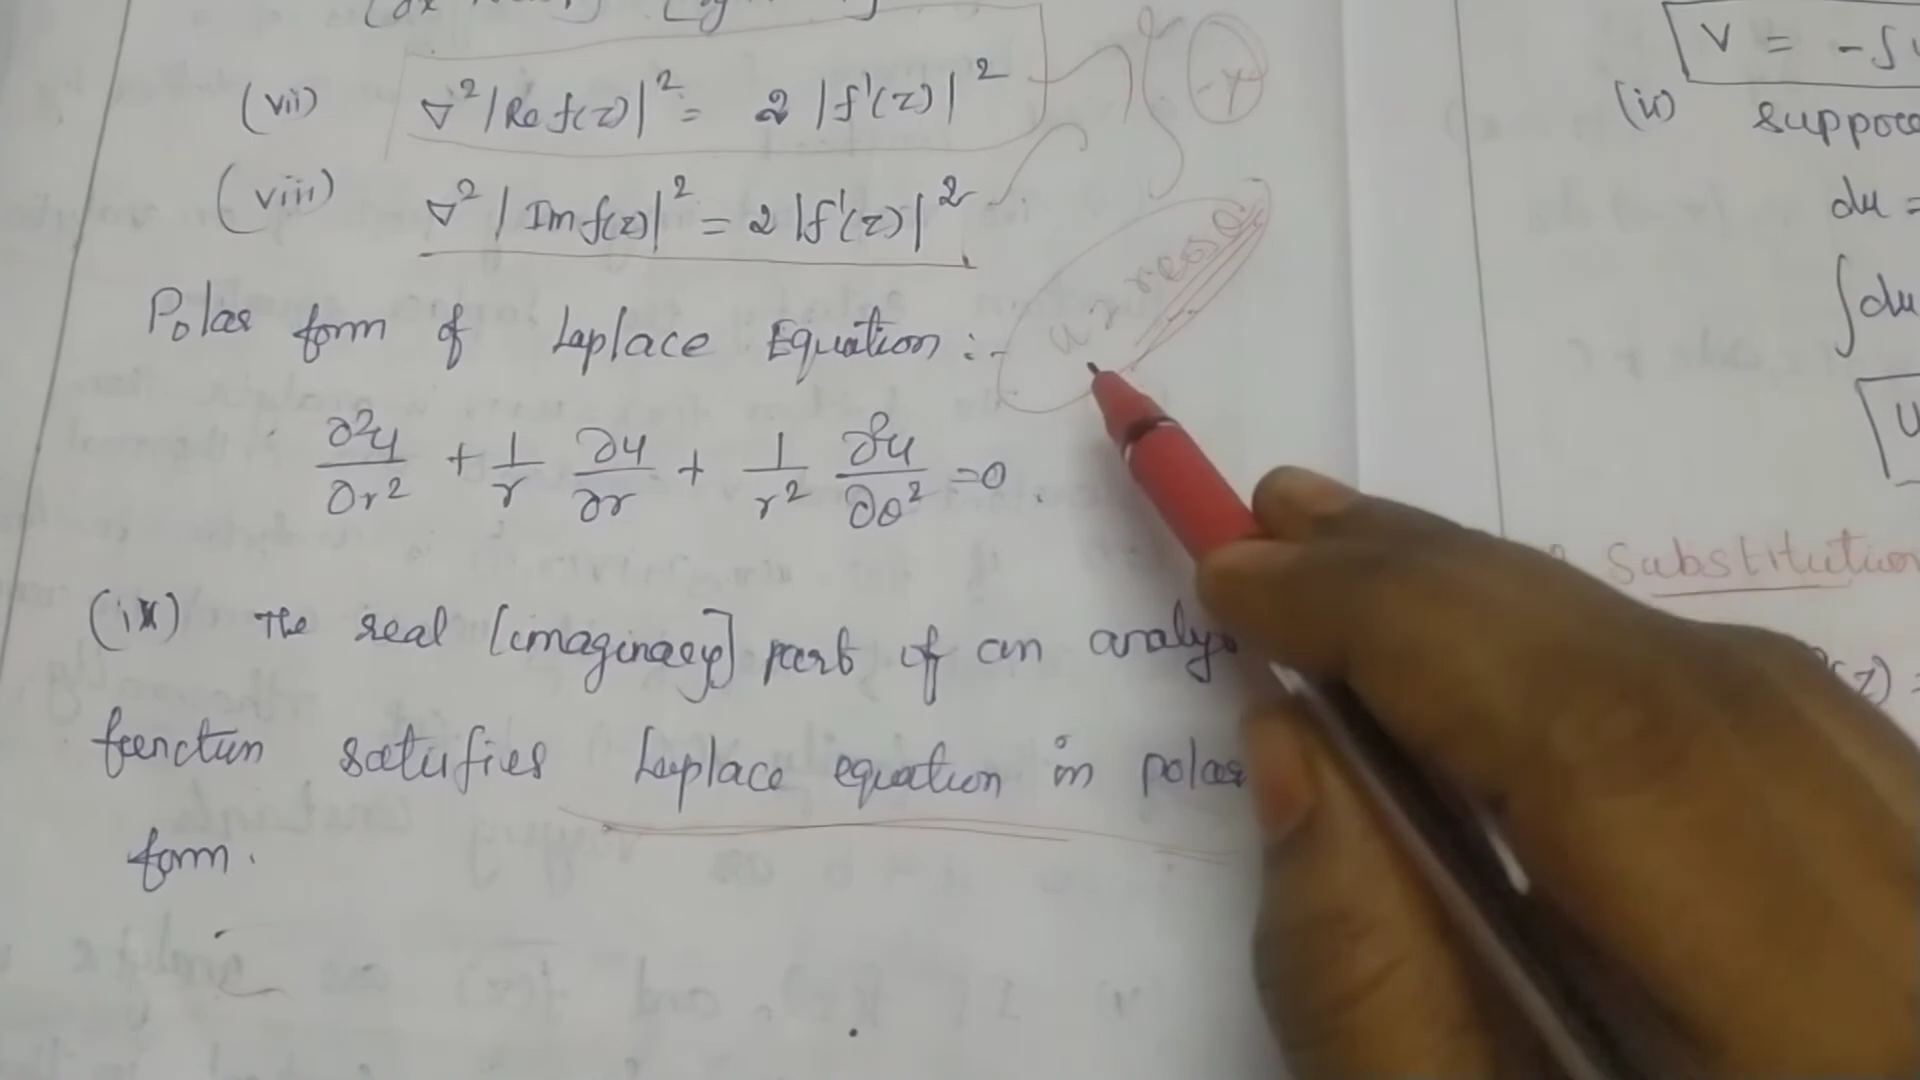 (vii) ∇²|Re f(z)|² = 2 |f'(z)|²
(viii) ∇²| Im f(z)|² = 2 |f'(z)|²
Polar form of Laplace Equation :-
∂²u/∂r² + 1/r ∂u/∂r + 1/r² ∂²u/∂θ² = 0.
(ix) The real [imaginary] part of an analy
function satisfies Laplace equation in polar
form.
V = -∫
(ii) suppose
du =
∫du
U
Substitution
(z) =